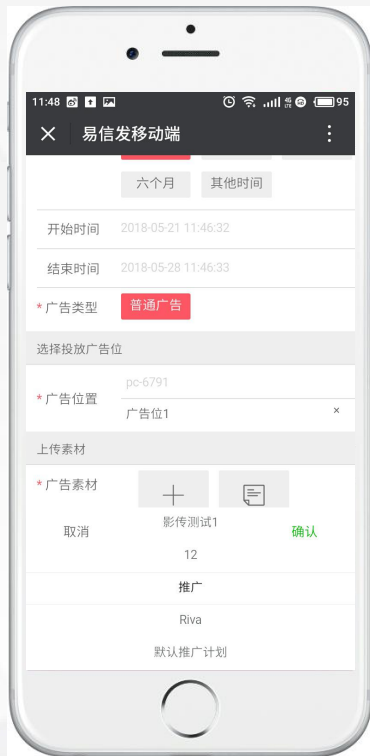 11:48 95
易信发移动端
六个月 其他时间
开始时间 2018-05-21 11:46:32
结束时间 2018-05-28 11:46:33
* 广告类型 普通广告
选择投放广告位
pc-6791
* 广告位置
广告位1 ×
上传素材
* 广告素材
影传测试1
取消 确认
12
推广
Riva
默认推广计划